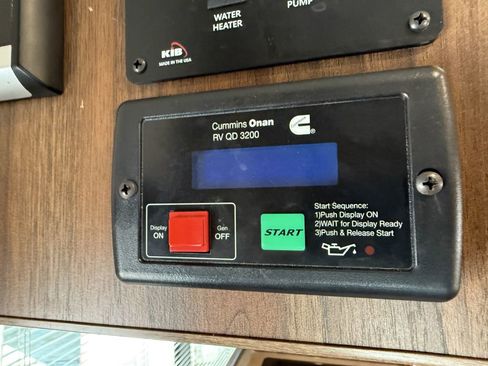 WATER
HEATER
PUMP
KIB
MADE IN THE USA
Cummins Onan
RV QD 3200
C
®
Display
ON
Gen.
OFF
START
Start Sequence:
1)Push Display ON
2)WAIT for Display Ready
3)Push & Release Start